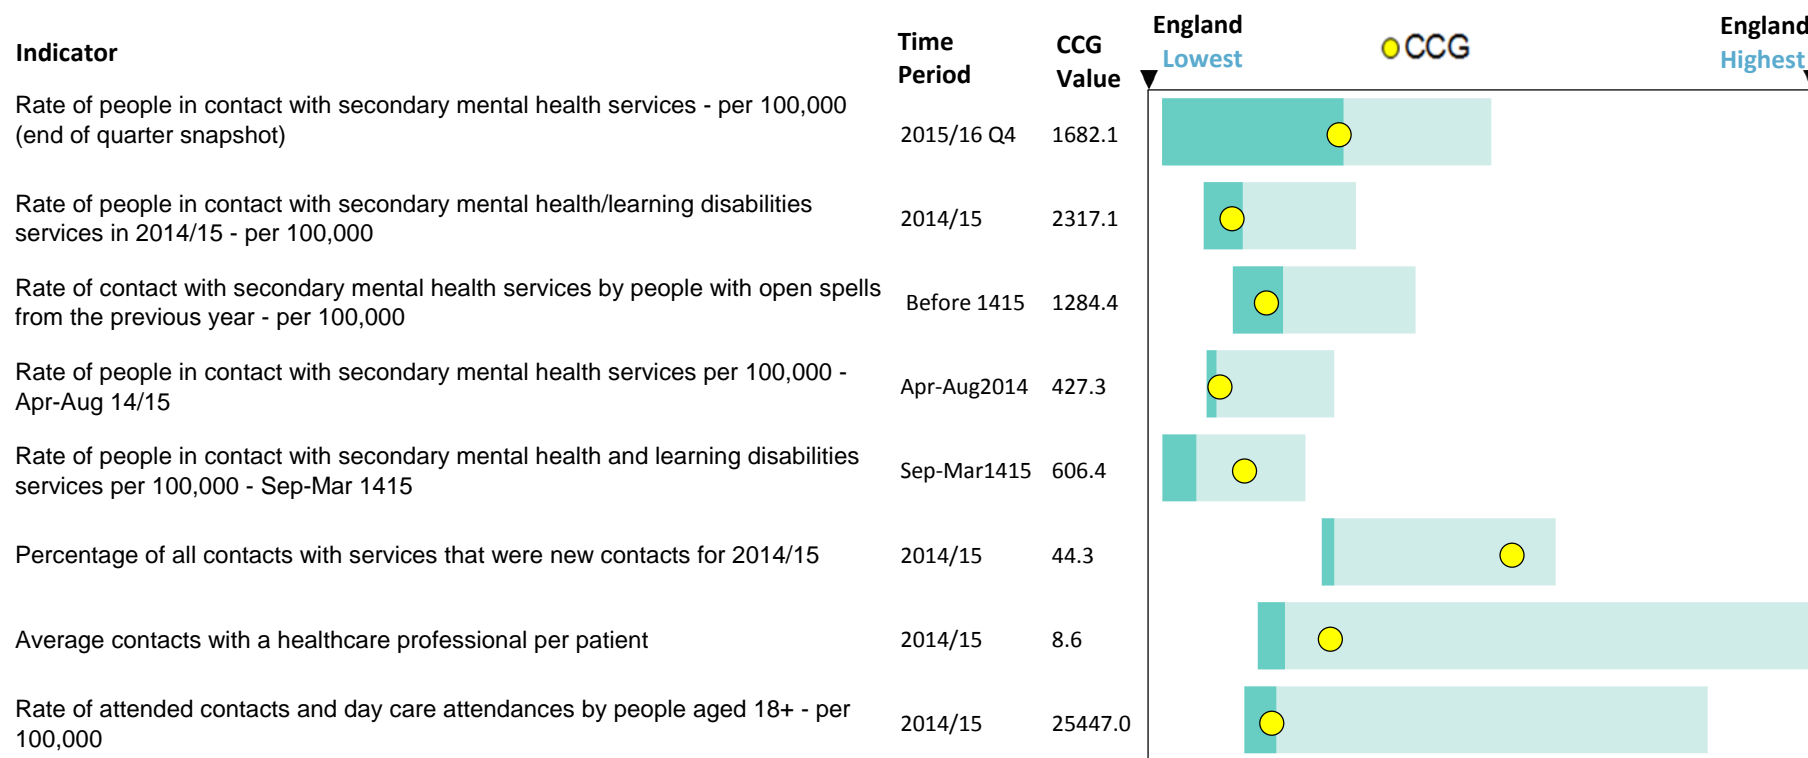 England
England
Time
CCG
CCG
Indicator
Lowest
Highest
Period
Value
Rate of people in contact with secondary mental health services - per 100,000
(end of quarter snapshot)
2015/16 Q4
1682.1
Rate of people in contact with secondary mental health/learning disabilities
services in 2014/15 - per 100,000
2014/15
2317.1
Rate of contact with secondary mental health services by people with open spells
from the previous year - per 100,000
Before 1415
1284.4
Rate of people in contact with secondary mental health services per 100,000 -
Apr-Aug 14/15
Apr-Aug2014
427.3
Rate of people in contact with secondary mental health and learning disabilities
services per 100,000 - Sep-Mar 1415
Sep-Mar1415
606.4
Percentage of all contacts with services that were new contacts for 2014/15
2014/15
44.3
Average contacts with a healthcare professional per patient
2014/15
8.6
Rate of attended contacts and day care attendances by people aged 18+ - per
100,000
2014/15
25447.0